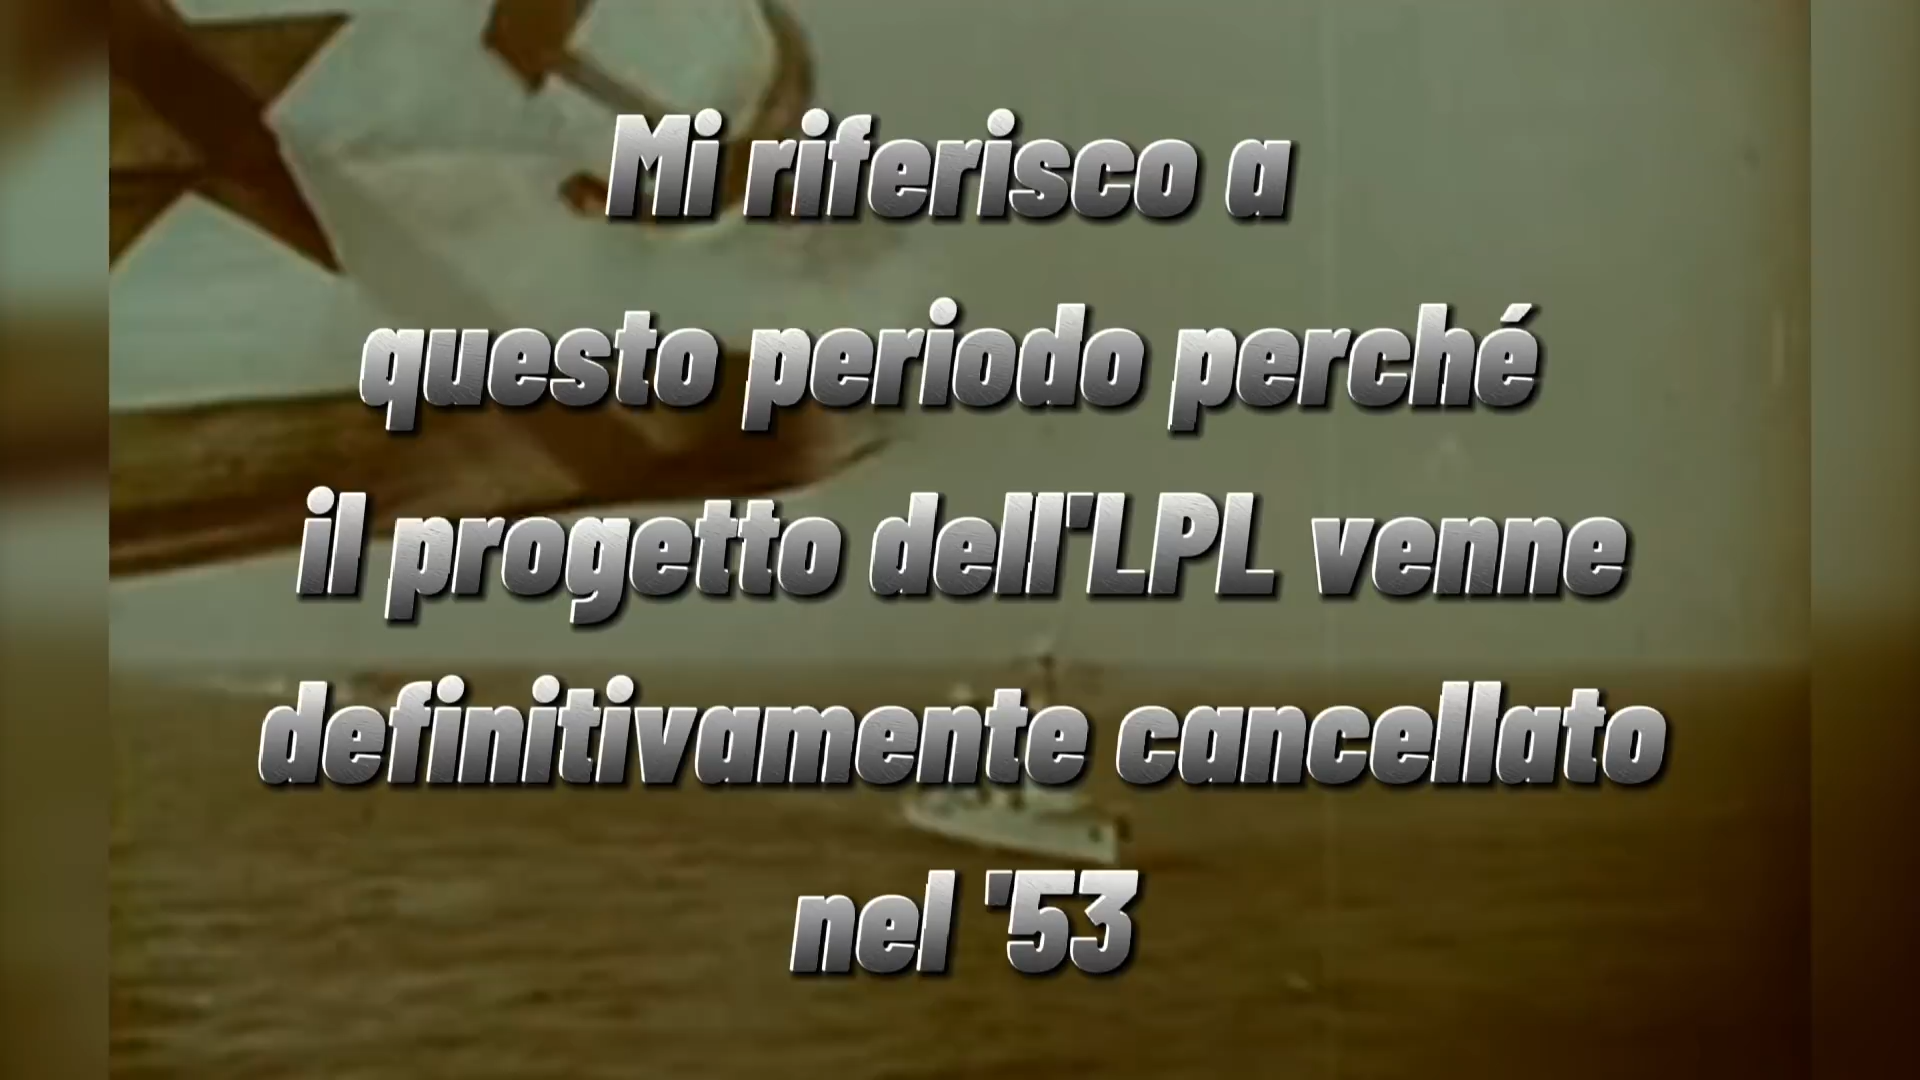 Mi riferisco a
questo periodo perché
il progetto dell'LPL venne
definitivamente cancellato
nel '53